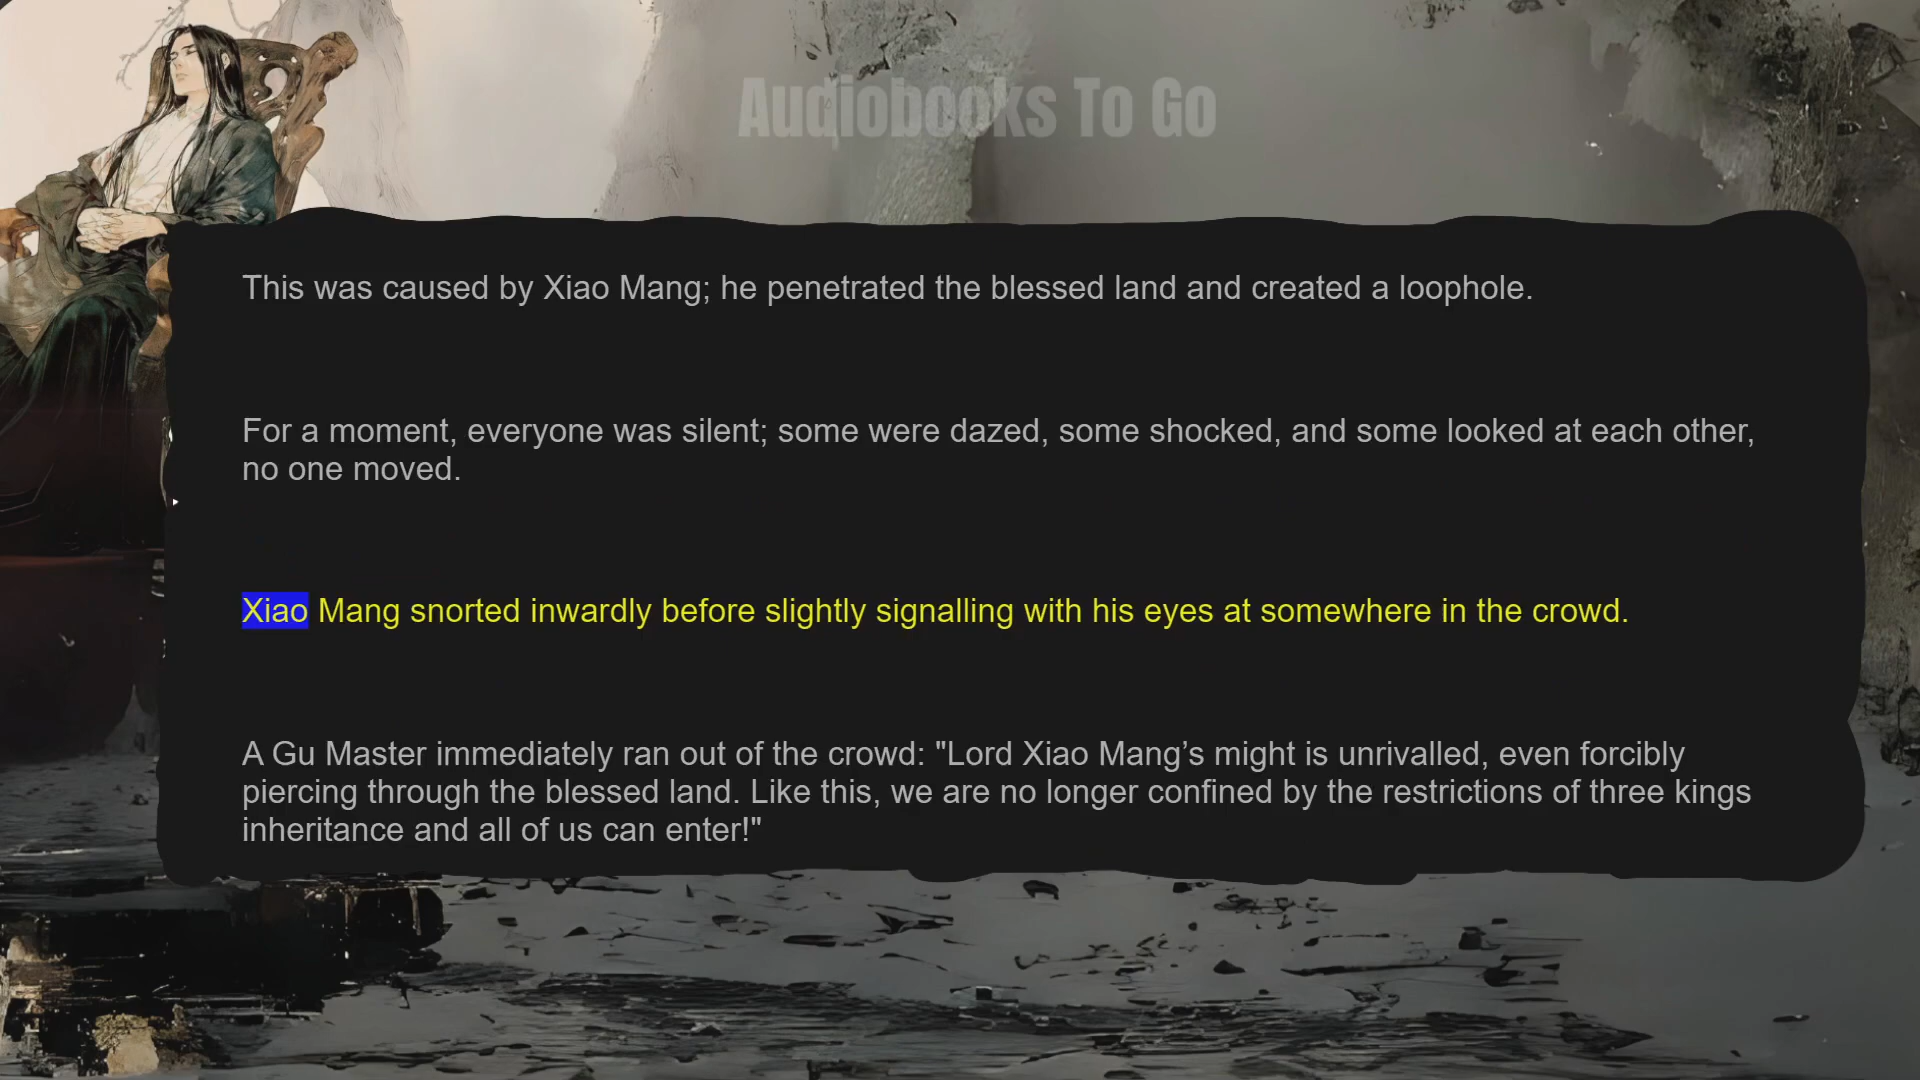 Audiobooks To Go
This was caused by Xiao Mang; he penetrated the blessed land and created a loophole.
For a moment, everyone was silent; some were dazed, some shocked, and some looked at each other,
no one moved.
Xiao Mang snorted inwardly before slightly signalling with his eyes at somewhere in the crowd.
A Gu Master immediately ran out of the crowd: "Lord Xiao Mang’s might is unrivalled, even forcibly
piercing through the blessed land. Like this, we are no longer confined by the restrictions of three kings
inheritance and all of us can enter!"